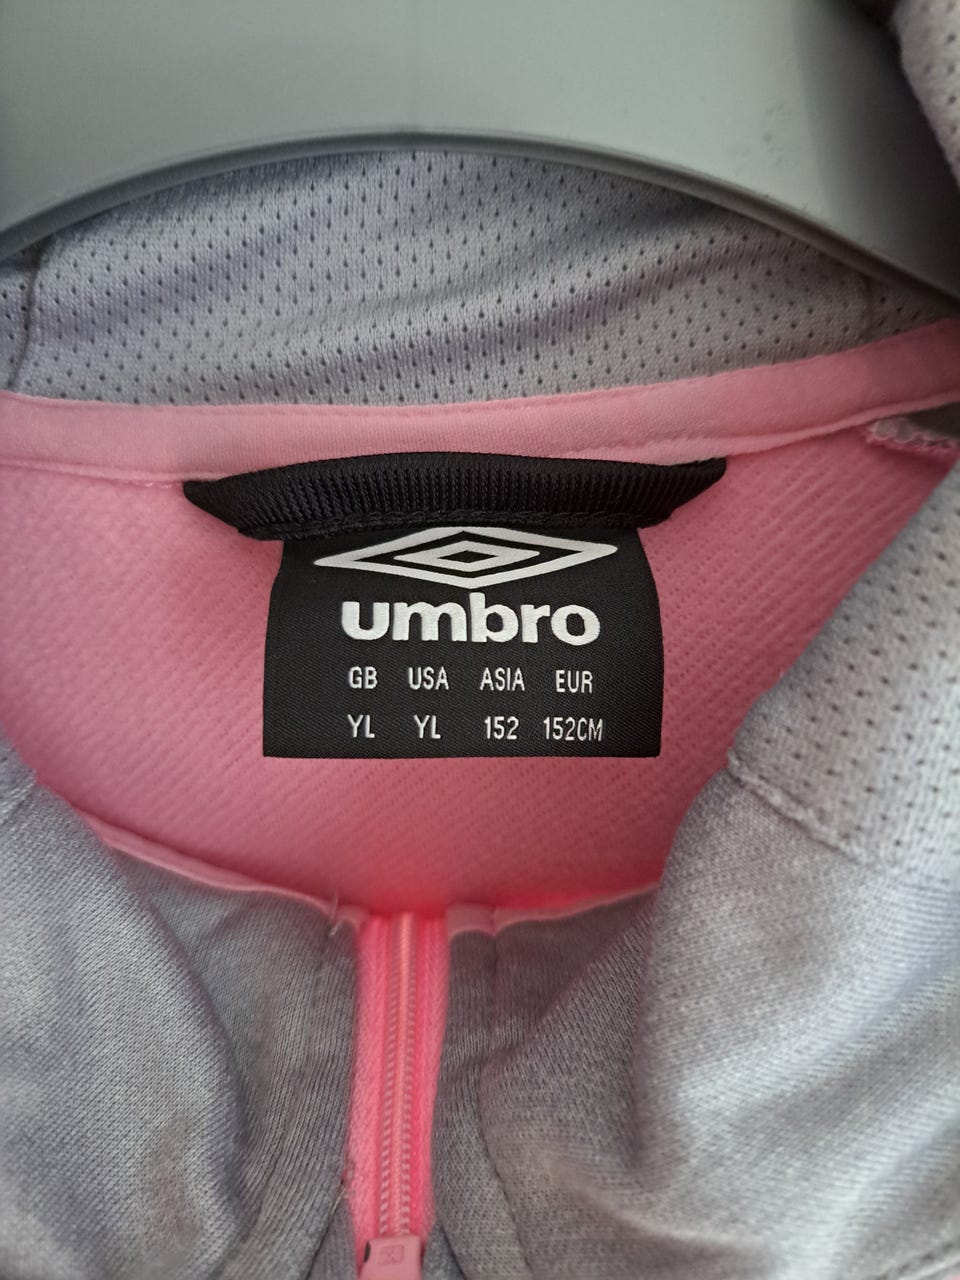 umbro
GB USA ASIA EUR
YL YL 152 152CM